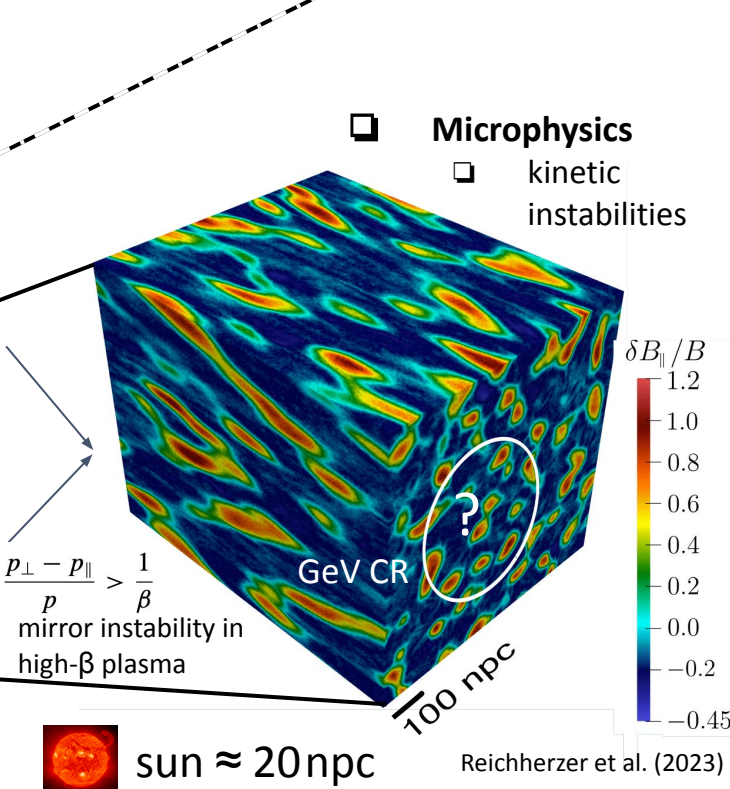 ❑ Microphysics
❑ kinetic
instabilities
δB∥/B
1.2
1.0
0.8
0.6
0.4
0.2
0.0
−0.2
−0.45
?
GeV CR
p⊥ − p∥ / p > 1 / β
mirror instability in
high-β plasma
100 npc
sun ≈ 20 npc
Reichherzer et al. (2023)